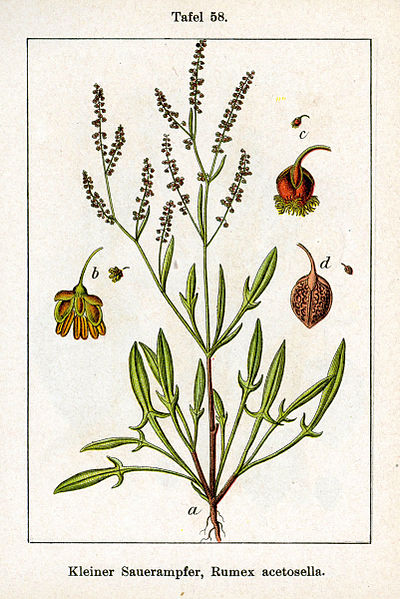 Tafel 58.
c
b
d
a
Kleiner Sauerampfer, Rumex acetosella.